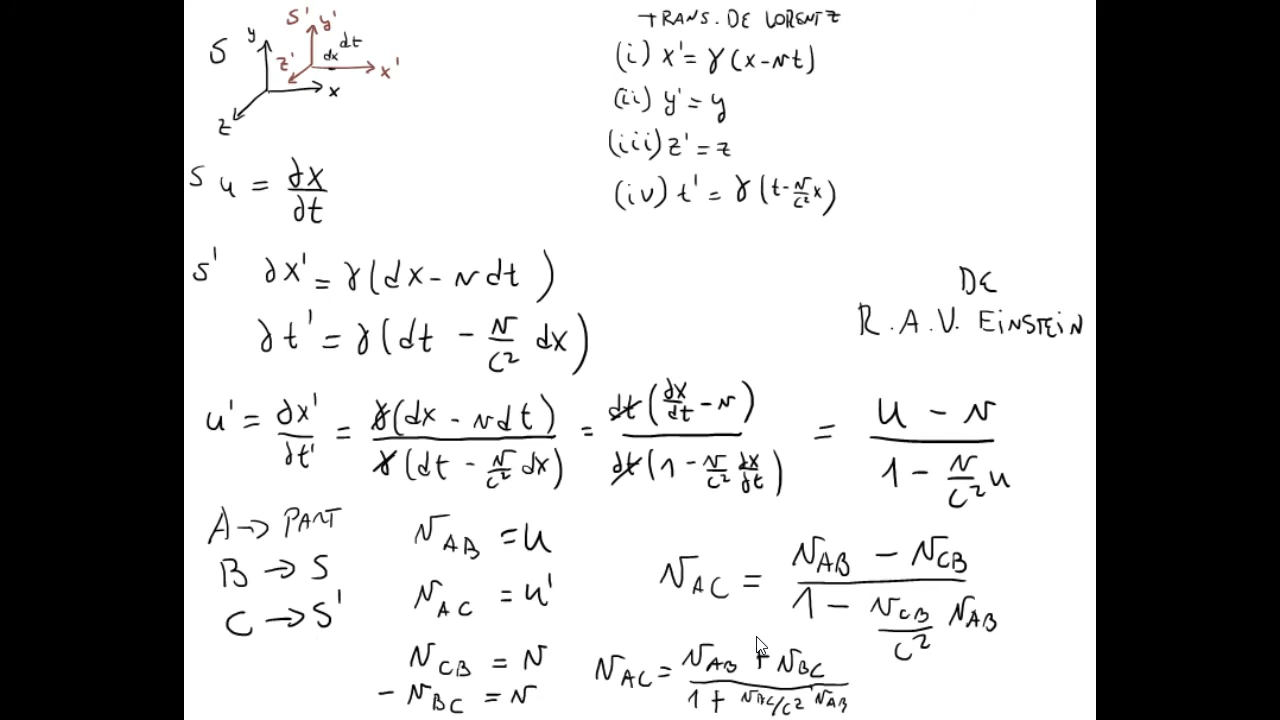 S y S' y' z' dt dx x' x z
TRANS. DE LORENTZ
(i) x' = γ(x - vt)
(ii) y' = y
(iii) z' = z
(iv) t' = γ(t - v/c² x)
S u = dx/dt
S' dx' = γ(dx - v dt)
dt' = γ(dt - v/c² dx)
DE
R.A.V. EINSTEIN
u' = dx'/dt' = γ(dx - v dt) / γ(dt - v/c² dx) = dt(dx/dt - v) / dt(1 - v/c² dx/dt) = (u - v) / (1 - v/c² u)
A → PART
B → S
C → S'
v_AB = u
v_AC = u'
v_CB = v
- v_BC = v
v_AC = (v_AB - v_CB) / (1 - v_CB/c² v_AB)
v_AC = (v_AB + v_BC) / (1 + v_BC/c² v_AB)